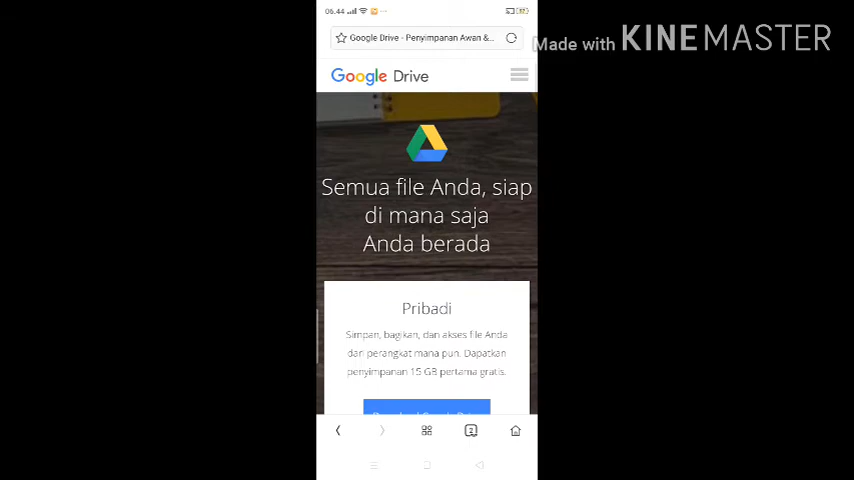 06.44
Google Drive - Penyimpanan Awan &...
Made with KINEMASTER
Google Drive
Semua file Anda, siap
di mana saja
Anda berada
Pribadi
Simpan, bagikan, dan akses file Anda
dari perangkat mana pun. Dapatkan
penyimpanan 15 GB pertama gratis.
2